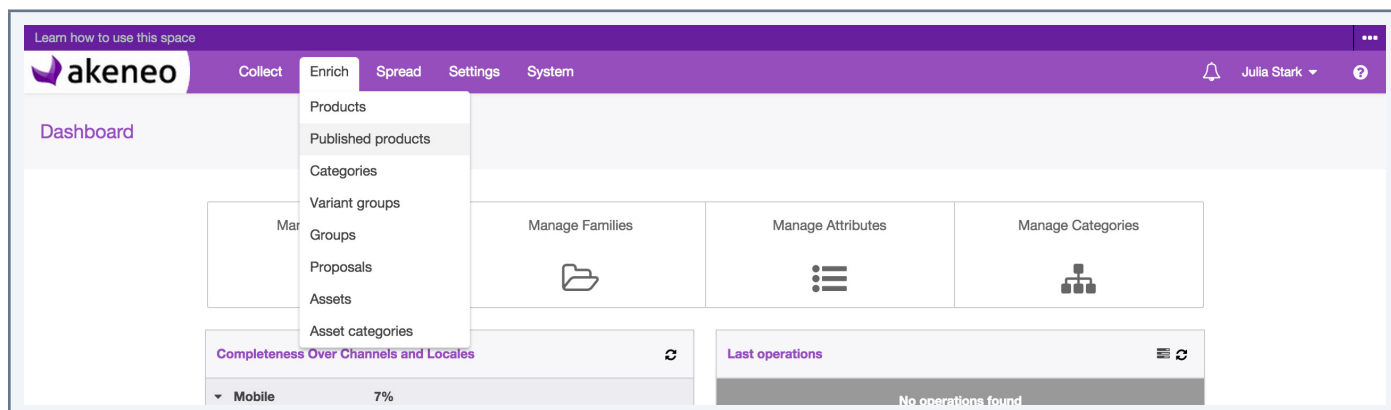 Learn how to use this space
akeneo Collect Enrich Spread Settings System Julia Stark
Dashboard
Products
Published products
Categories
Variant groups
Groups
Proposals
Assets
Asset categories
Manage Families Manage Attributes Manage Categories
Completeness Over Channels and Locales Last operations
Mobile 7% No operations found